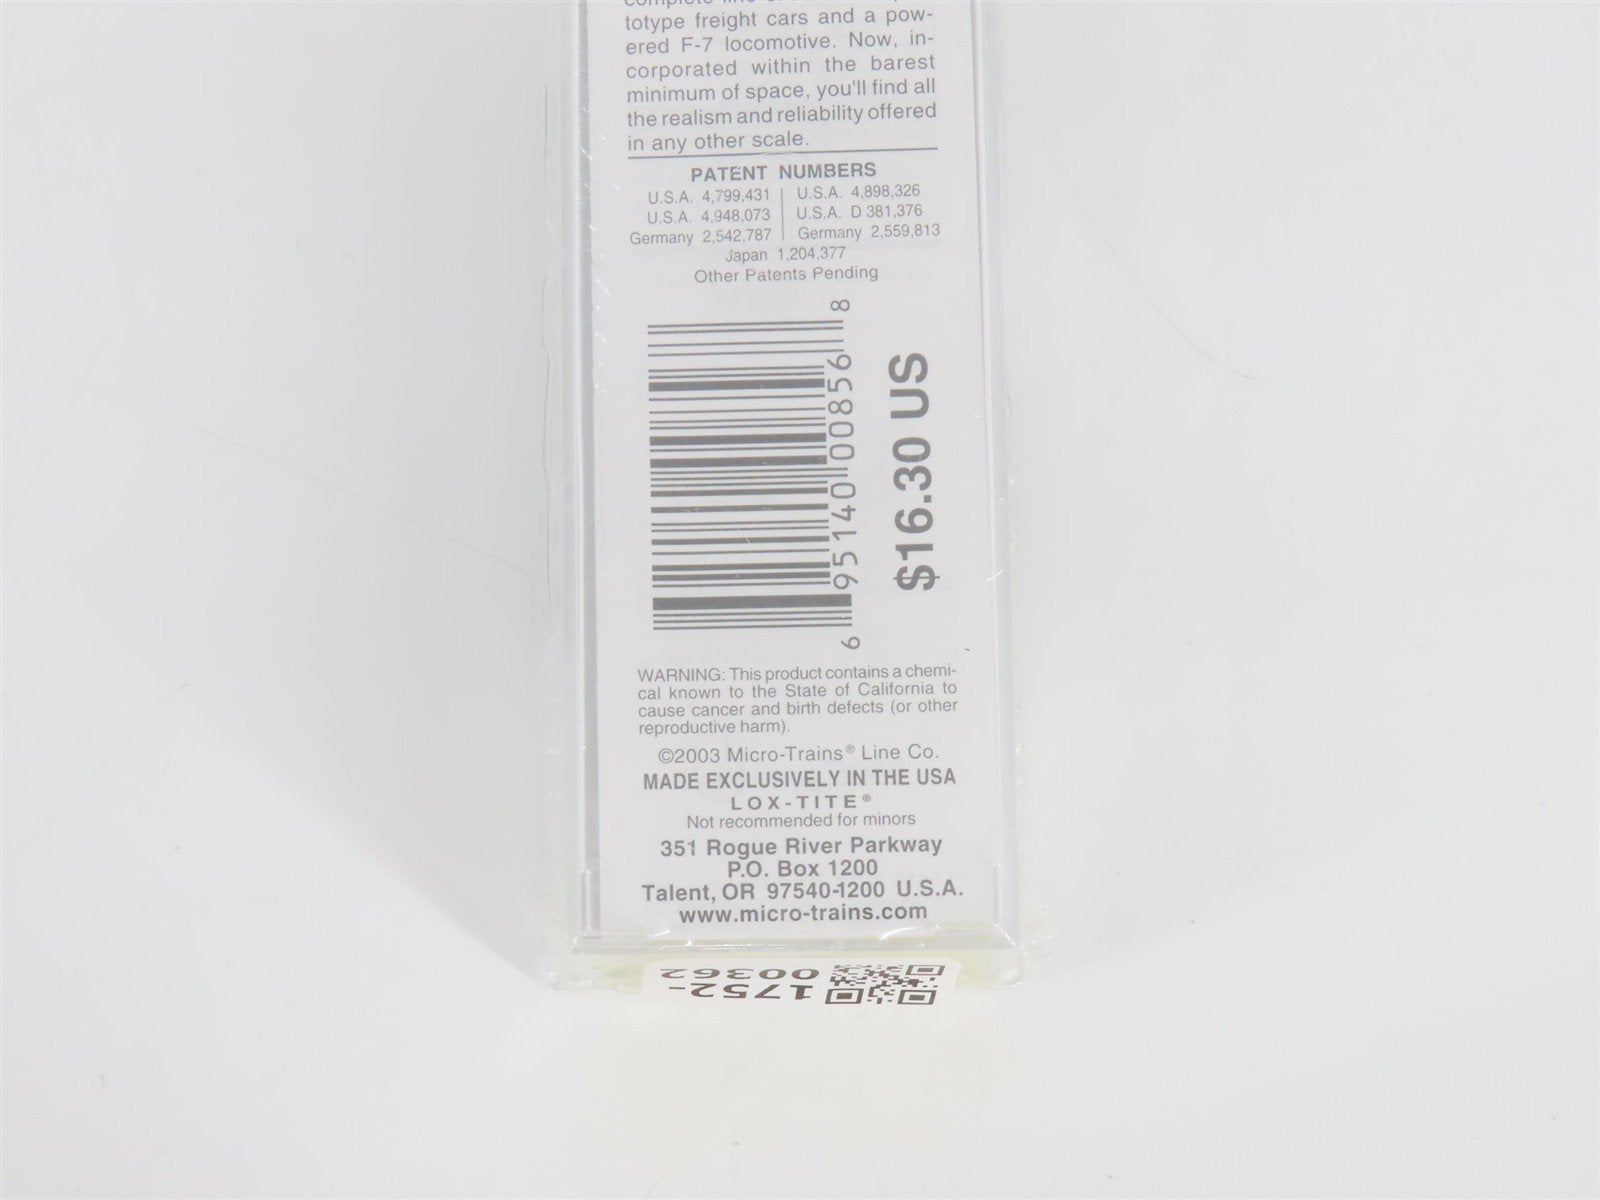 complete line of
totype freight cars and a pow-
ered F-7 locomotive. Now, in-
corporated within the barest
minimum of space, you'll find all
the realism and reliability offered
in any other scale.
PATENT NUMBERS
U.S.A. 4,799,431 | U.S.A. 4,898,326
U.S.A. 4,948,073 | U.S.A. D 381,376
Germany 2,542,787 | Germany 2,559,813
Japan 1,204,377
Other Patents Pending
6 95140 00856 8
$16.30 US
WARNING: This product contains a chemi-
cal known to the State of California to
cause cancer and birth defects (or other
reproductive harm).
©2003 Micro-Trains® Line Co.
MADE EXCLUSIVELY IN THE USA
LOX-TITE®
Not recommended for minors
351 Rogue River Parkway
P.O. Box 1200
Talent, OR 97540-1200 U.S.A.
www.micro-trains.com
1752-
00362